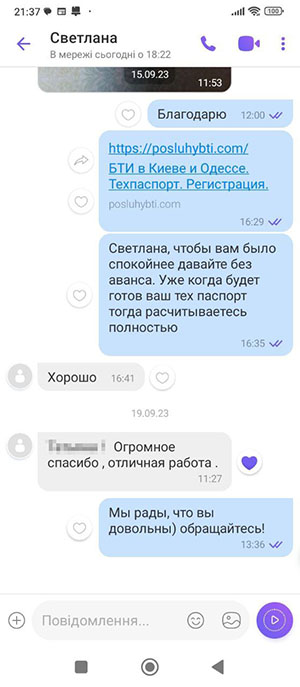 21:37
100
Светлана
В мережі сьогодні о 18:22
15.09.23
11:53
Благодарю 12:00
https://posluhybti.com/
БТИ в Киеве и Одессе.
Техпаспорт. Регистрация.
posluhybti.com
16:29
Светлана, чтобы вам было
спокойнее давайте без
аванса. Уже когда будет
готов ваш тех паспорт
тогда расчитываетесь
полностью
16:35
Хорошо 16:41
19.09.23
Огромное
спасибо , отличная работа .
11:27
Мы рады, что вы
довольны) обращайтесь!
13:36
Повідомлення...